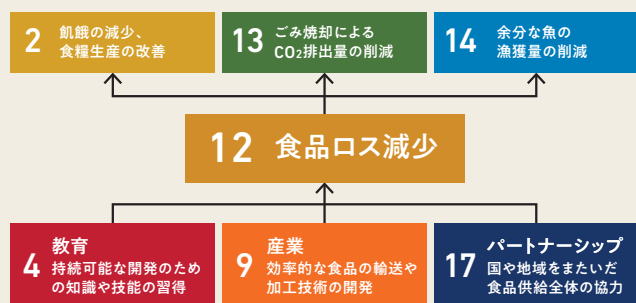 2 飢餓の減少、
食糧生産の改善
13 ごみ焼却による
CO₂排出量の削減
14 余分な魚の
漁獲量の削減
12 食品ロス減少
4 教育
持続可能な開発のため
の知識や技能の習得
9 産業
効率的な食品の輸送や
加工技術の開発
17 パートナーシップ
国や地域をまたいだ
食品供給全体の協力